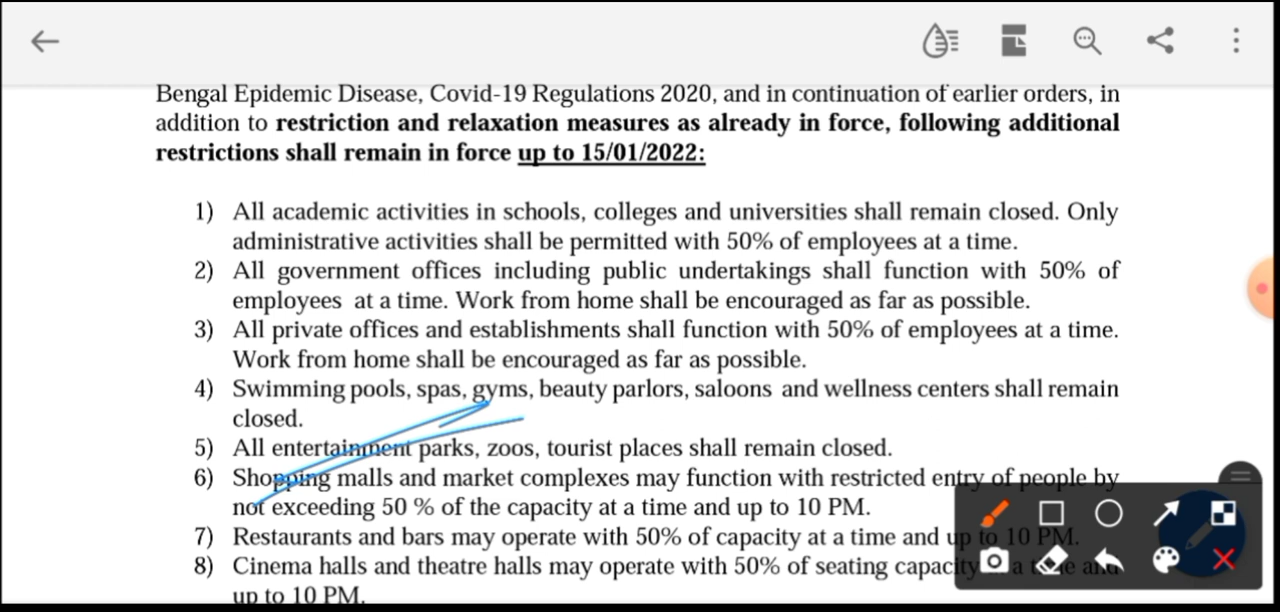 Bengal Epidemic Disease, Covid-19 Regulations 2020, and in continuation of earlier orders, in
addition to restriction and relaxation measures as already in force, following additional
restrictions shall remain in force up to 15/01/2022:
1) All academic activities in schools, colleges and universities shall remain closed. Only
administrative activities shall be permitted with 50% of employees at a time.
2) All government offices including public undertakings shall function with 50% of
employees at a time. Work from home shall be encouraged as far as possible.
3) All private offices and establishments shall function with 50% of employees at a time.
Work from home shall be encouraged as far as possible.
4) Swimming pools, spas, gyms, beauty parlors, saloons and wellness centers shall remain
closed.
5) All entertainment parks, zoos, tourist places shall remain closed.
6) Shopping malls and market complexes may function with restricted entry of people by
not exceeding 50 % of the capacity at a time and up to 10 PM.
7) Restaurants and bars may operate with 50% of capacity at a time and up to 10 PM.
8) Cinema halls and theatre halls may operate with 50% of seating capacity at a time and
up to 10 PM.